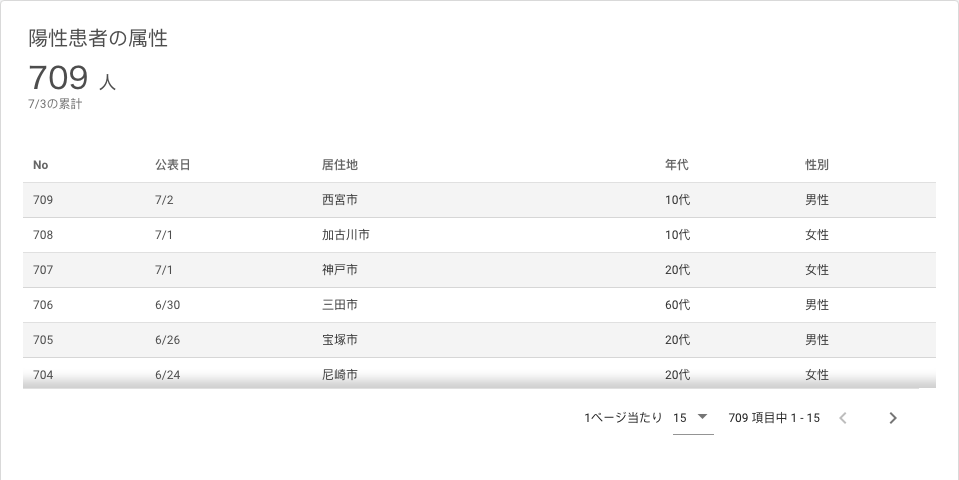 陽性患者の属性
709 人
7/3の累計
No 公表日 居住地 年代 性別
709 7/2 西宮市 10代 男性
708 7/1 加古川市 10代 女性
707 7/1 神戸市 20代 女性
706 6/30 三田市 60代 男性
705 6/26 宝塚市 20代 男性
704 6/24 尼崎市 20代 女性
1ページ当たり 15 709 項目中 1 - 15